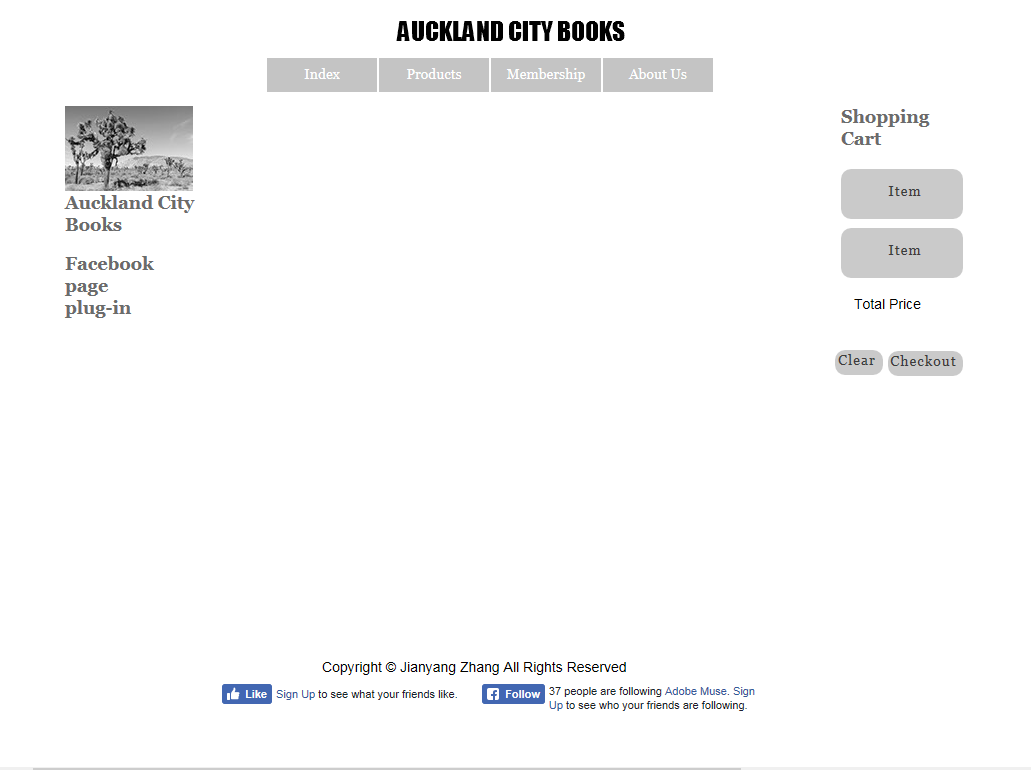 AUCKLAND CITY BOOKS
Index Products Membership About Us
Auckland City
Books
Facebook
page
plug-in
Shopping
Cart
Item
Item
Total Price
Clear Checkout
Copyright © Jianyang Zhang All Rights Reserved
Like Sign Up to see what your friends like.
Follow 37 people are following Adobe Muse. Sign
Up to see who your friends are following.